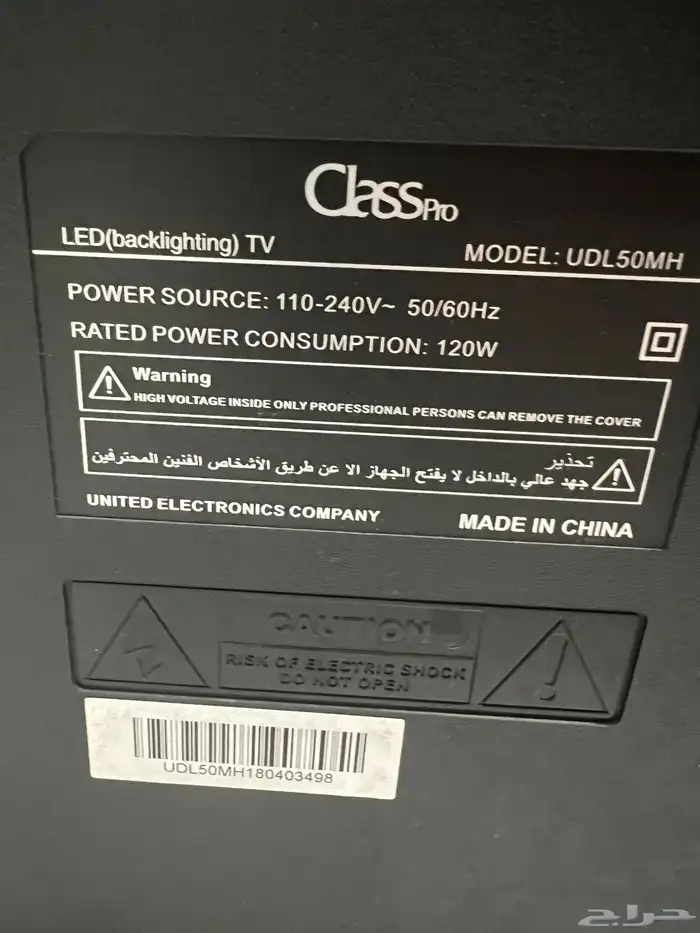 ClassPro
LED(backlighting) TV
MODEL: UDL50MH
POWER SOURCE: 110-240V~ 50/60Hz
RATED POWER CONSUMPTION: 120W
Warning
HIGH VOLTAGE INSIDE ONLY PROFESSIONAL PERSONS CAN REMOVE THE COVER
تحذير
جهد عالي بالداخل لا يفتح الجهاز الا عن طريق الأشخاص الفنين المحترفين
UNITED ELECTRONICS COMPANY
MADE IN CHINA
CAUTION
RISK OF ELECTRIC SHOCK
DO NOT OPEN
UDL50MH180403498
حراج